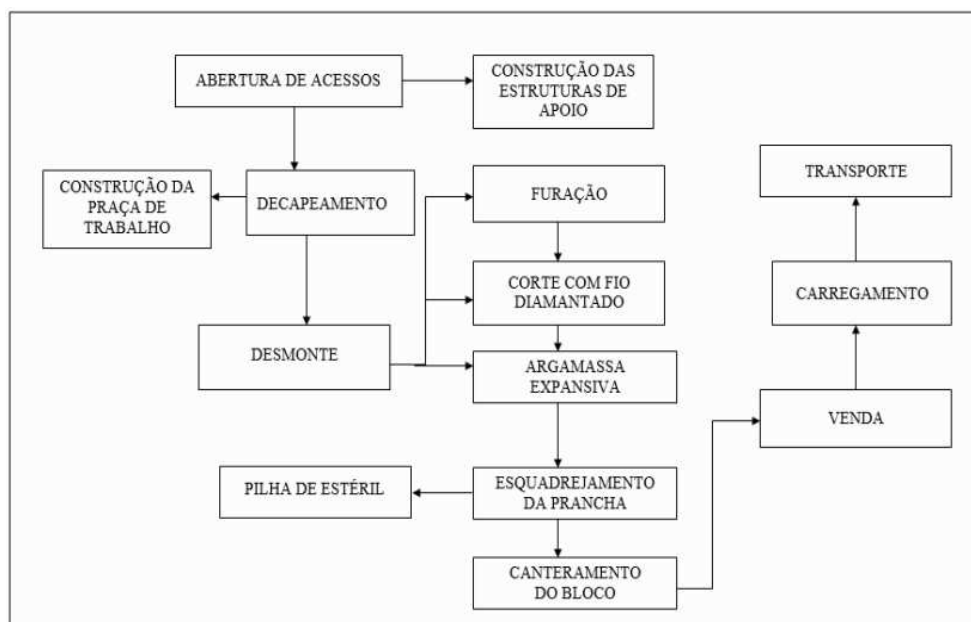 ABERTURA DE ACESSOS
CONSTRUÇÃO DAS
ESTRUTURAS DE
APOIO
CONSTRUÇÃO DA
PRAÇA DE
TRABALHO
DECAPEAMENTO
FURAÇÃO
TRANSPORTE
CORTE COM FIO
DIAMANTADO
CARREGAMENTO
DESMONTE
ARGAMASSA
EXPANSIVA
VENDA
PILHA DE ESTÉRIL
ESQUADREJAMENTO
DA PRANCHA
CANTERAMENTO
DO BLOCO